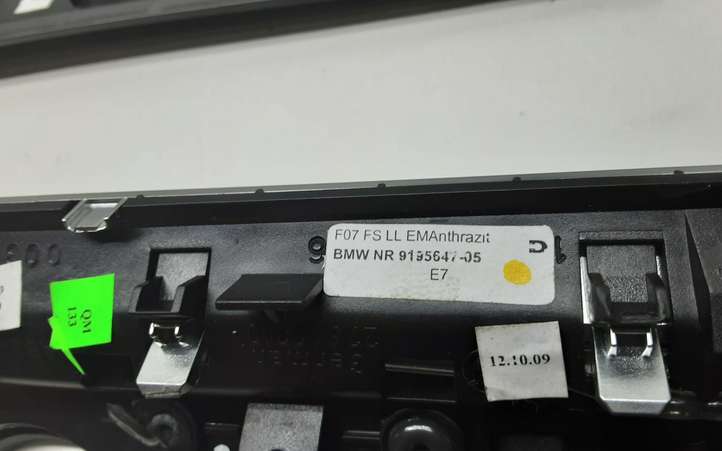 F07 FS LL EMAnthrazit
BMW NR 9195647-05
E7
QM
133
12.10.09